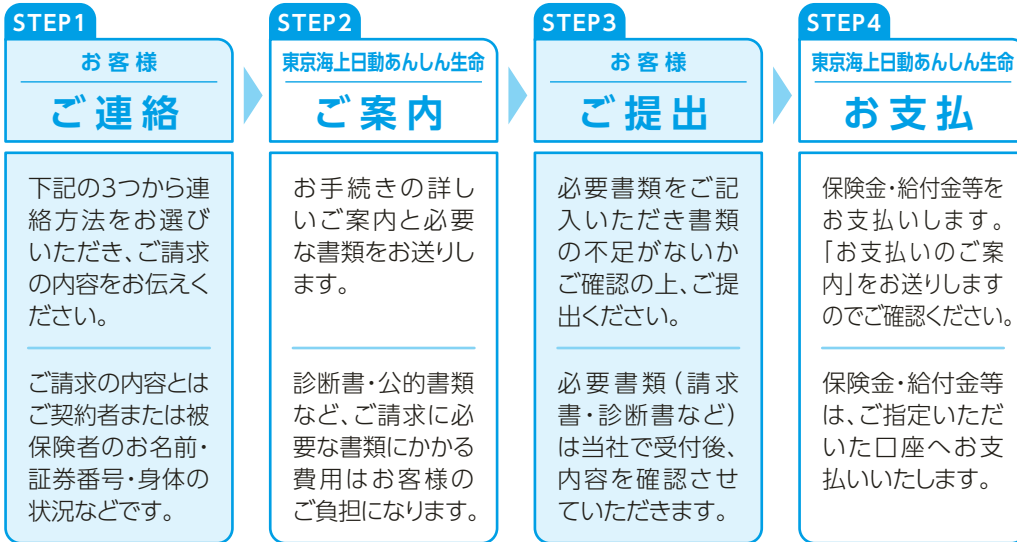 STEP1
お客様
ご連絡
下記の3つから連
絡方法をお選び
いただき、ご請求
の内容をお伝えく
ださい。
ご請求の内容とは
ご契約者または被
保険者のお名前・
証券番号・身体の
状況などです。
STEP2
東京海上日動あんしん生命
ご案内
お手続きの詳し
いご案内と必要
な書類をお送りし
ます。
診断書・公的書類
など、ご請求に必
要な書類にかかる
費用はお客様の
ご負担になります。
STEP3
お客様
ご提出
必要書類をご記
入いただき書類
の不足がないか
ご確認の上、ご提
出ください。
必要書類(請求
書・診断書など)
は当社で受付後、
内容を確認させ
ていただきます。
STEP4
東京海上日動あんしん生命
お支払
保険金・給付金等を
お支払いします。
「お支払いのご案
内」をお送りします
のでご確認ください。
保険金・給付金等
は、ご指定いただ
いた口座へお支
払いいたします。